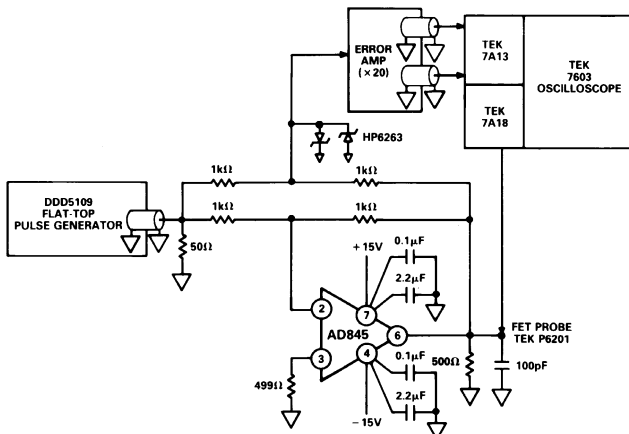 ERROR
AMP
(×20)
TEK
7A13
TEK
7603
OSCILLOSCOPE
TEK
7A18
HP6263
1kΩ
1kΩ
DDD5109
FLAT-TOP
PULSE GENERATOR
1kΩ
1kΩ
50Ω
+15V
0.1μF
2.2μF
2
7
AD845
6
3
4
499Ω
0.1μF
2.2μF
−15V
500Ω
FET PROBE
TEK P6201
100pF